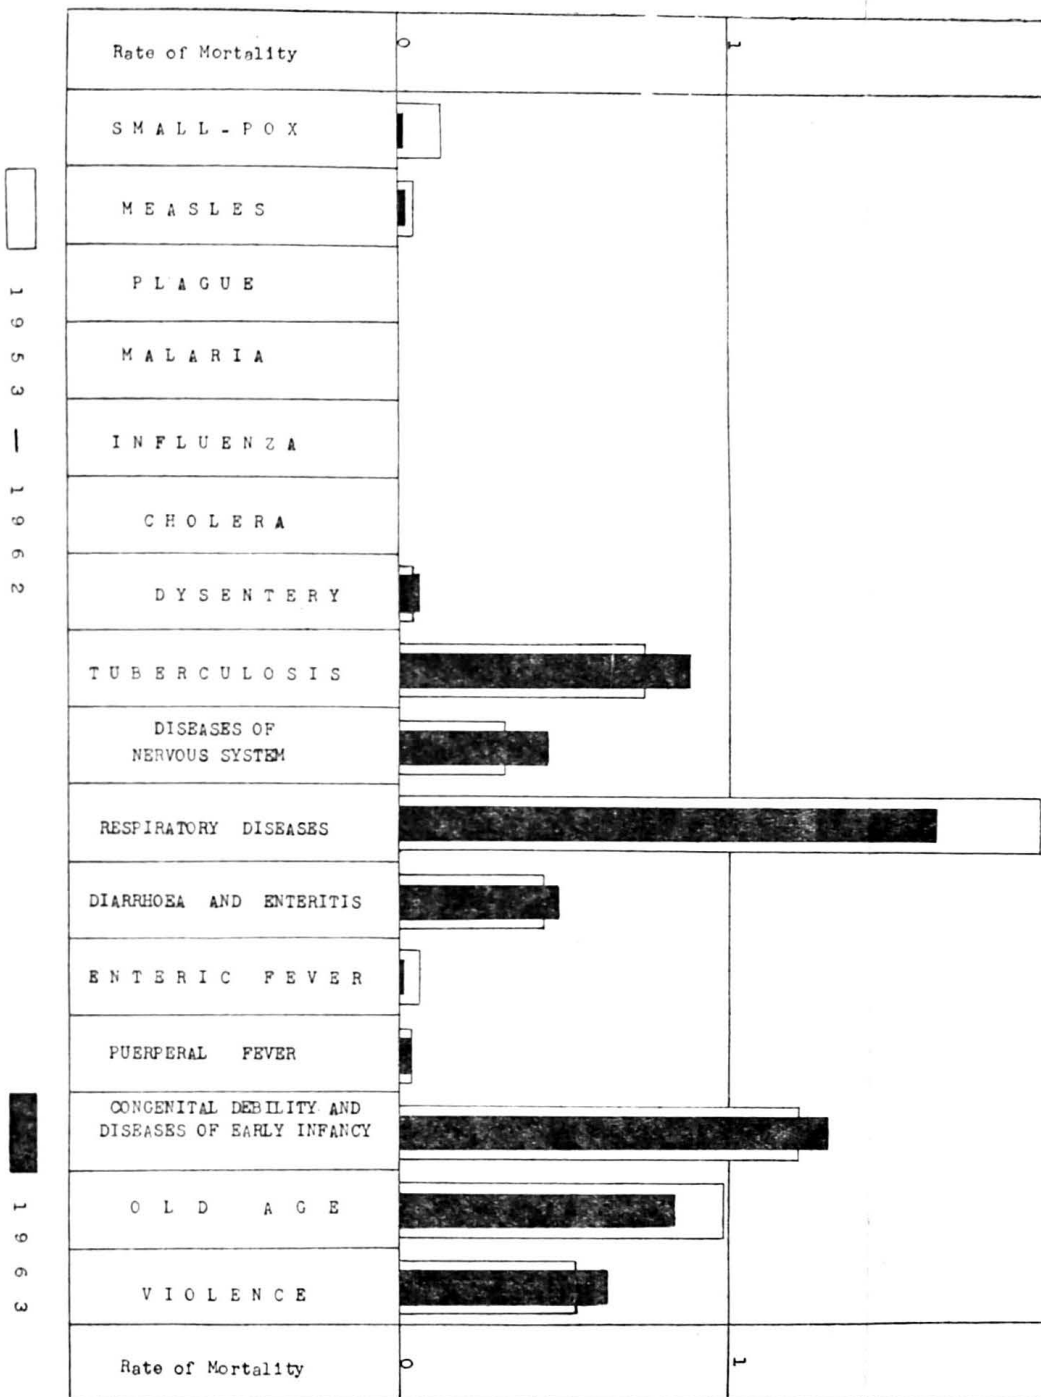 Rate of Mortality 0 1
SMALL-POX
MEASLES
PLAGUE
MALARIA
INFLUENZA
CHOLERA
DYSENTERY
TUBERCULOSIS
DISEASES OF
NERVOUS SYSTEM
RESPIRATORY DISEASES
DIARRHOEA AND ENTERITIS
ENTERIC FEVER
PUERPERAL FEVER
CONGENITAL DEBILITY AND
DISEASES OF EARLY INFANCY
OLD AGE
VIOLENCE
Rate of Mortality 0 1
1953 — 1962
1963